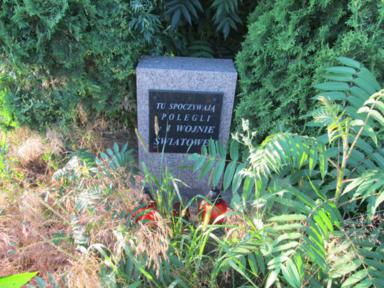 TU SPOCZYWAJĄ
POLEGLI
W I WOJNIE
ŚWIATOWEJ